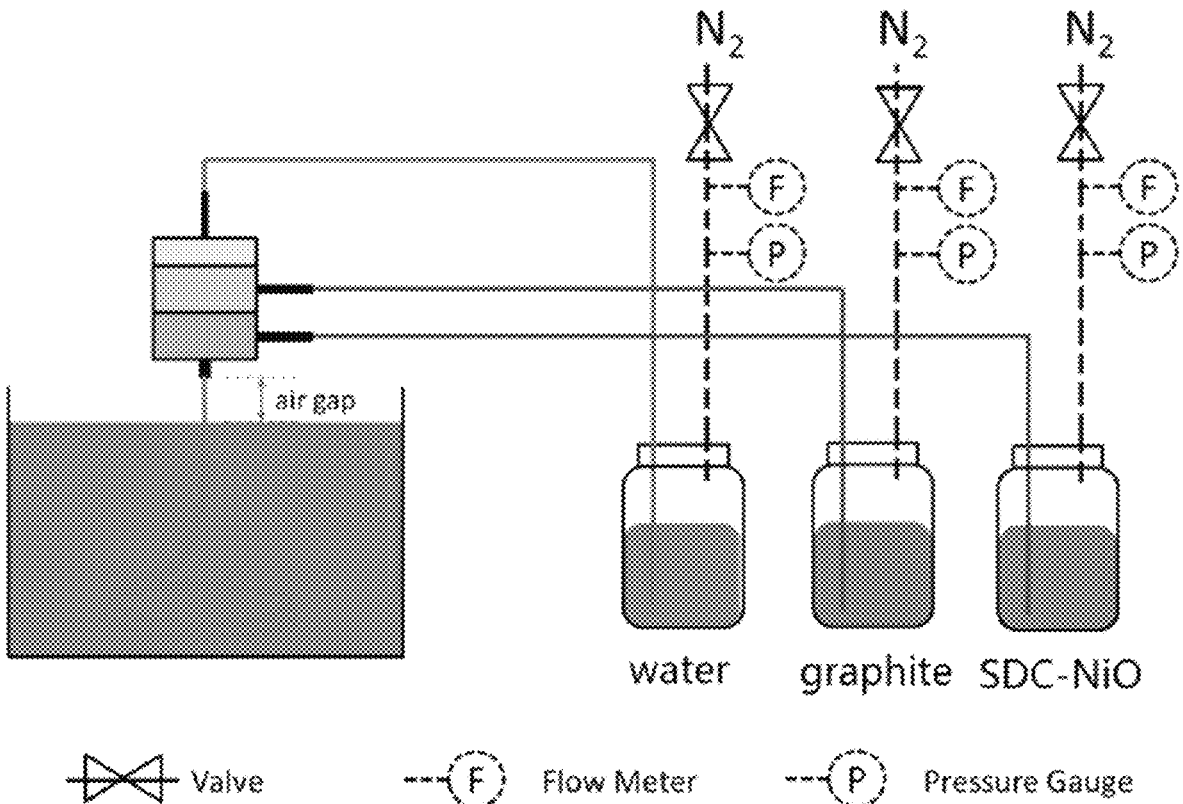 N₂ N₂ N₂
F F F
P P P
air gap
water graphite SDC-NiO
Valve F Flow Meter P Pressure Gauge